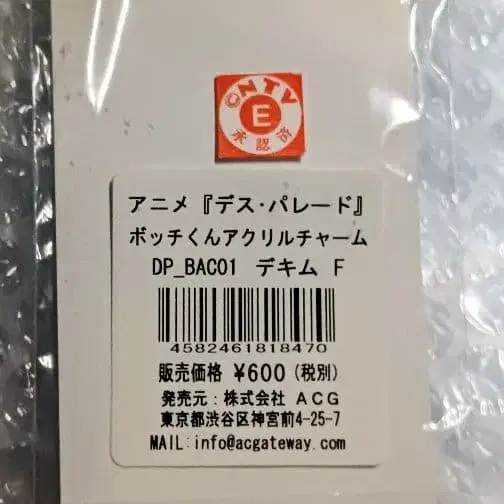 ©NTV
E
承認済
アニメ『デス・パレード』
ボッチくんアクリルチャーム
DP_BAC01 デキム F
4582461818470
販売価格 ¥600(税別)
発売元:株式会社 ACG
東京都渋谷区神宮前4-25-7
MAIL:info@acgateway.com